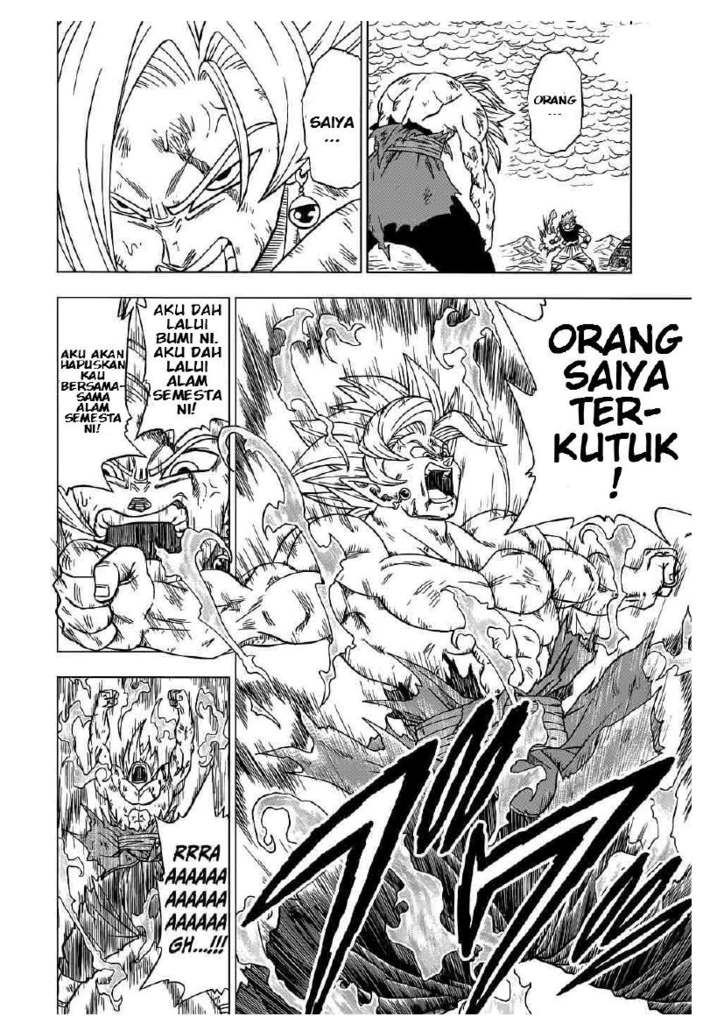 ORANG
...
SAIYA
...
ORANG
SAIYA
TER-
KUTUK
!
AKU DAH
LALUI
BUMI NI.
AKU DAH
LALUI
ALAM
SEMESTA
NI!
AKU AKAN
HAPUSKAN
KAU
BERSAMA-
SAMA
ALAM
SEMESTA
NI!
RRRA
AAAAAA
AAAAAA
AAAAAA
GH...!!!